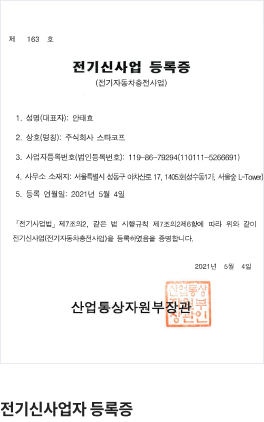 제 163 호
전기신사업 등록증
(전기자동차충전사업)
1. 성명(대표자): 안태효
2. 상호(명칭): 주식회사 스타코프
3. 사업자등록번호(법인등록번호): 119-86-79294(110111-5266691)
4. 사무소 소재지: 서울특별시 성동구 아차산로 17, 1405호(성수동1가, 서울숲 L-Tower)
5. 등록 연월일: 2021년 5월 4일
「전기사업법」제7조의2, 같은 법 시행규칙 제7조의2제6항에 따라 위와 같이
전기신사업(전기자동차충전사업)을 등록하였음을 증명합니다.
2021년 5월 4일
산업통상자원부장관
전기신사업자 등록증